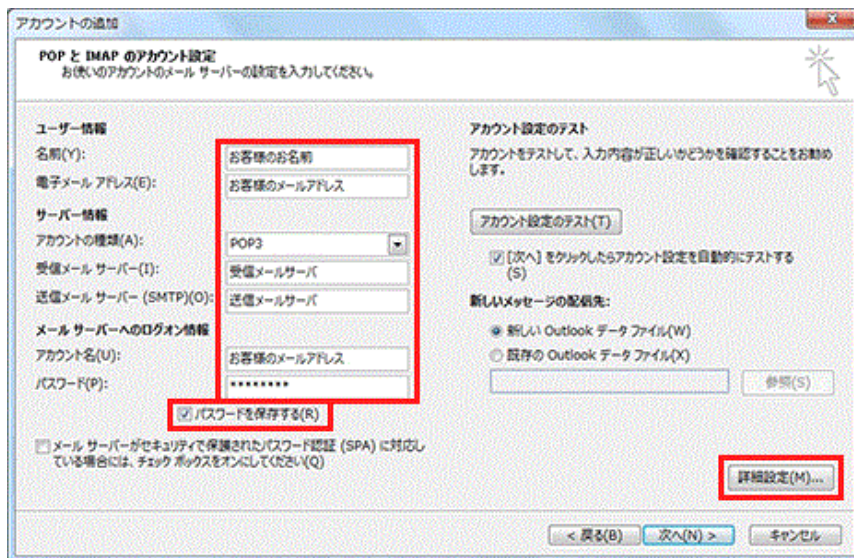 アカウントの追加
POP と IMAP のアカウント設定
お使いのアカウントのメール サーバーの設定を入力してください。
ユーザー情報
名前(Y):
お客様のお名前
電子メール アドレス(E):
お客様のメールアドレス
サーバー情報
アカウントの種類(A):
POP3
受信メール サーバー(I):
受信メールサーバ
送信メール サーバー (SMTP)(O):
送信メールサーバ
メール サーバーへのログオン情報
アカウント名(U):
お客様のメールアドレス
パスワード(P):
********
パスワードを保存する(R)
メール サーバーがセキュリティで保護されたパスワード認証 (SPA) に対応し
ている場合には、チェック ボックスをオンにしてください(Q)
アカウント設定のテスト
アカウントをテストして、入力内容が正しいかどうかを確認することをお勧め
します。
アカウント設定のテスト(T)
[次へ] をクリックしたらアカウント設定を自動的にテストする
(S)
新しいメッセージの配信先:
新しい Outlook データ ファイル(W)
既存の Outlook データ ファイル(X)
参照(S)
詳細設定(M)...
< 戻る(B)
次へ(N) >
キャンセル